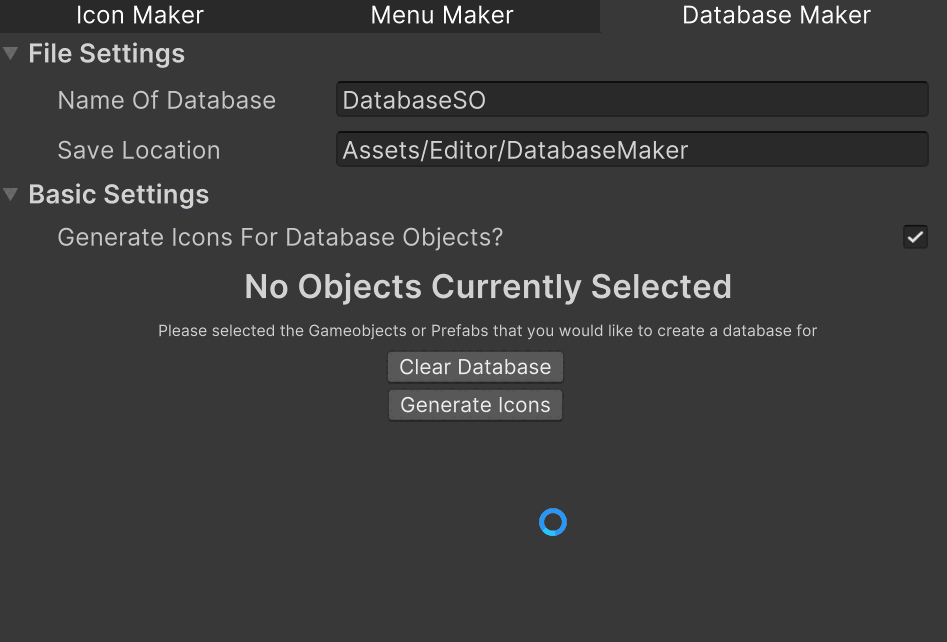 Icon Maker Menu Maker Database Maker
File Settings
Name Of Database DatabaseSO
Save Location Assets/Editor/DatabaseMaker
Basic Settings
Generate Icons For Database Objects?
No Objects Currently Selected
Please selected the Gameobjects or Prefabs that you would like to create a database for
Clear Database
Generate Icons